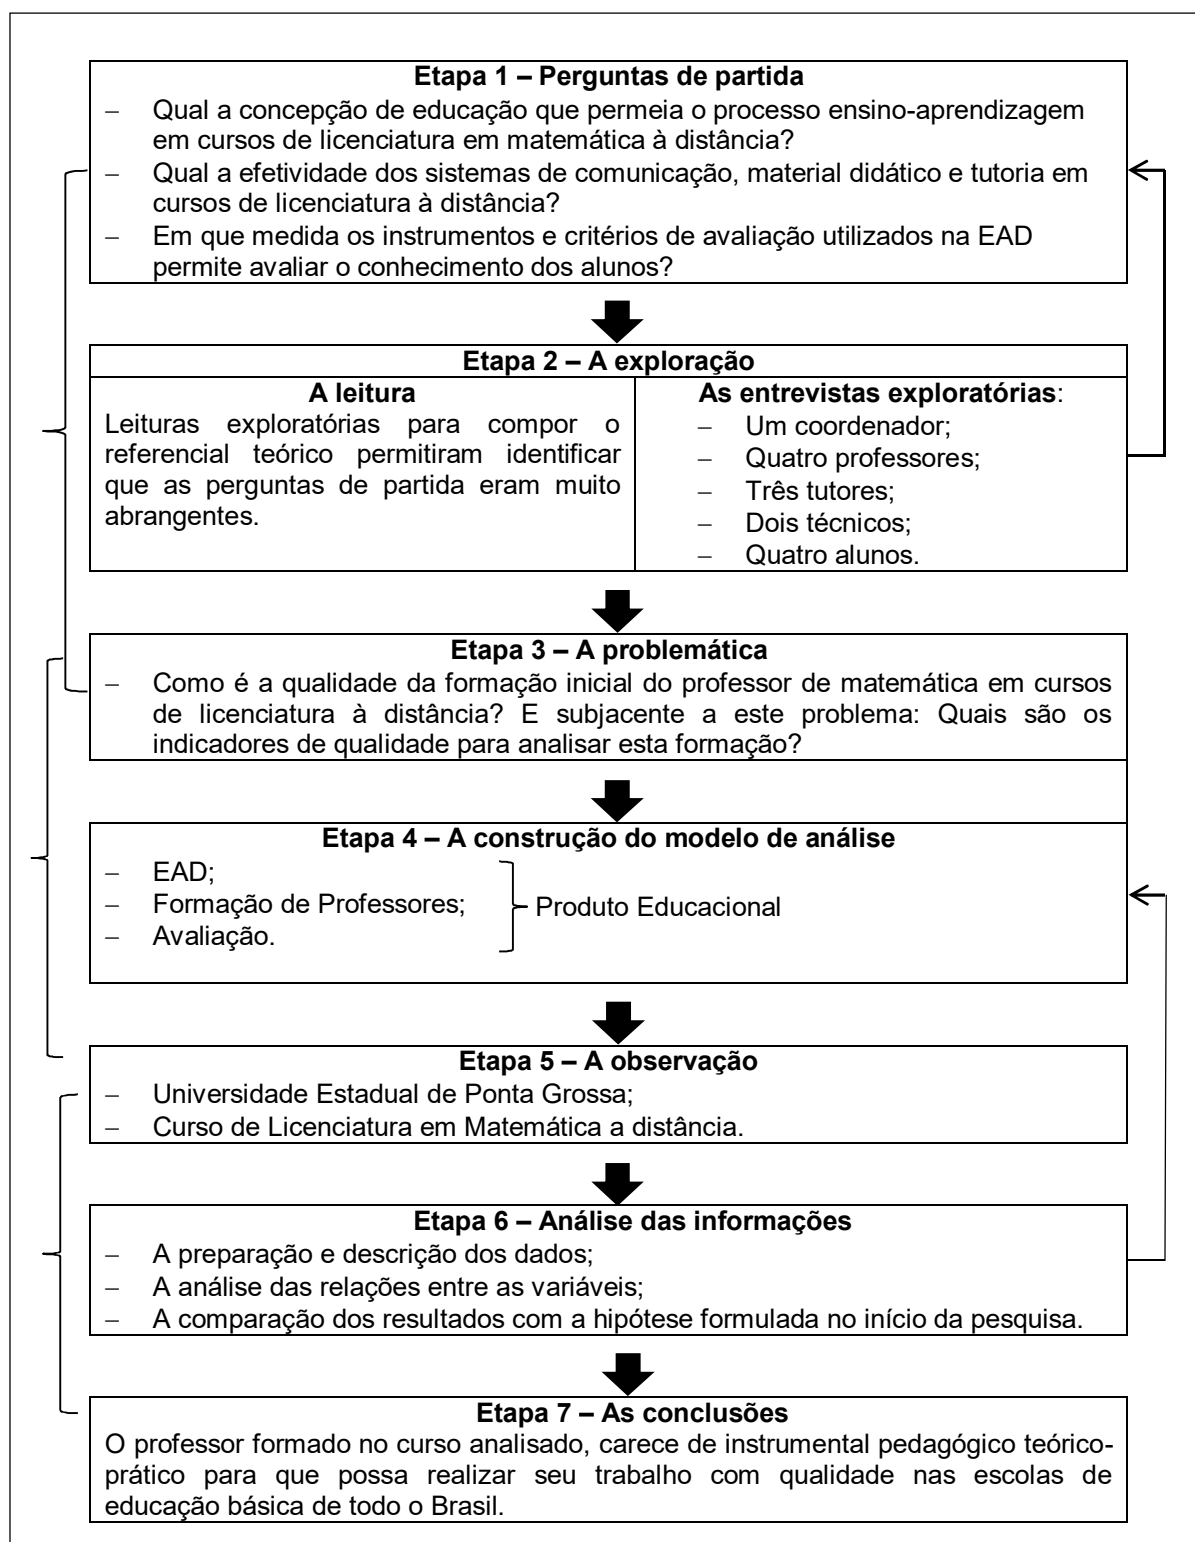 Etapa 1 – Perguntas de partida
– Qual a concepção de educação que permeia o processo ensino-aprendizagem
em cursos de licenciatura em matemática à distância?
– Qual a efetividade dos sistemas de comunicação, material didático e tutoria em
cursos de licenciatura à distância?
– Em que medida os instrumentos e critérios de avaliação utilizados na EAD
permite avaliar o conhecimento dos alunos?
Etapa 2 – A exploração
A leitura
Leituras exploratórias para compor o
referencial teórico permitiram identificar
que as perguntas de partida eram muito
abrangentes.
As entrevistas exploratórias:
– Um coordenador;
– Quatro professores;
– Três tutores;
– Dois técnicos;
– Quatro alunos.
Etapa 3 – A problemática
– Como é a qualidade da formação inicial do professor de matemática em cursos
de licenciatura à distância? E subjacente a este problema: Quais são os
indicadores de qualidade para analisar esta formação?
Etapa 4 – A construção do modelo de análise
– EAD;
– Formação de Professores;
– Avaliação.
Produto Educacional
Etapa 5 – A observação
– Universidade Estadual de Ponta Grossa;
– Curso de Licenciatura em Matemática a distância.
Etapa 6 – Análise das informações
– A preparação e descrição dos dados;
– A análise das relações entre as variáveis;
– A comparação dos resultados com a hipótese formulada no início da pesquisa.
Etapa 7 – As conclusões
O professor formado no curso analisado, carece de instrumental pedagógico teórico-
prático para que possa realizar seu trabalho com qualidade nas escolas de
educação básica de todo o Brasil.